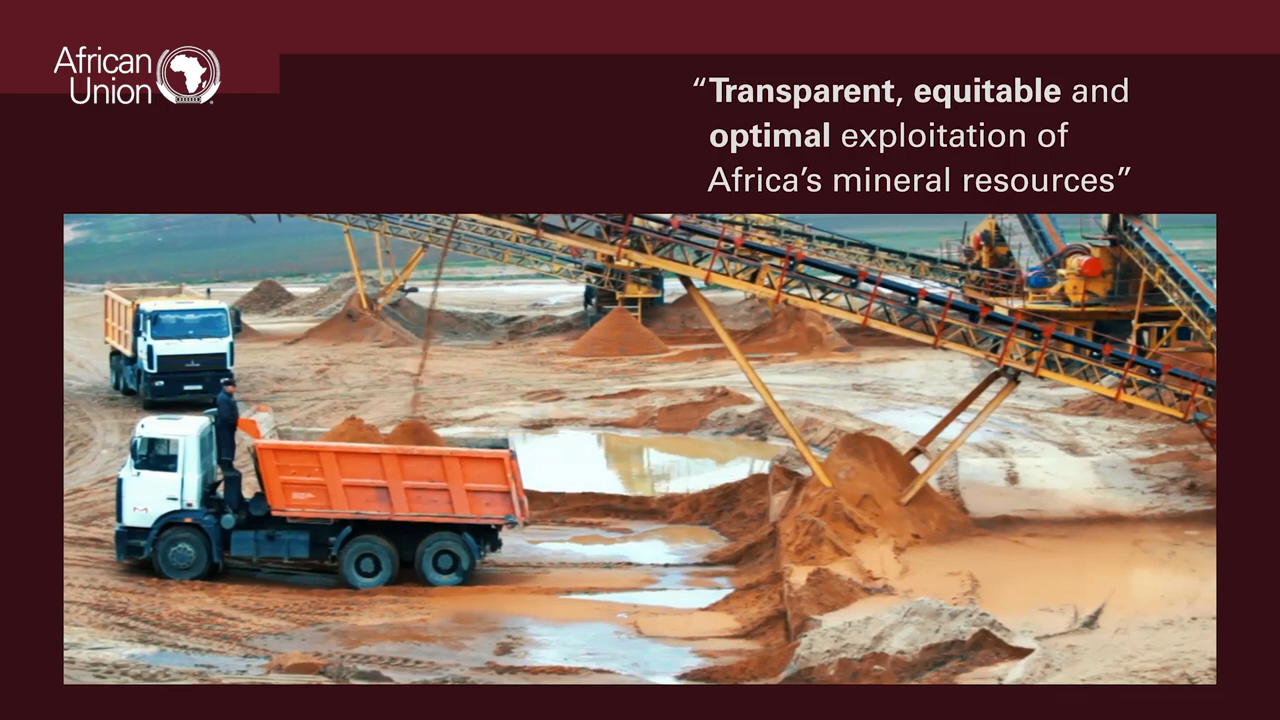 African
Union
“Transparent, equitable and
optimal exploitation of
Africa’s mineral resources”